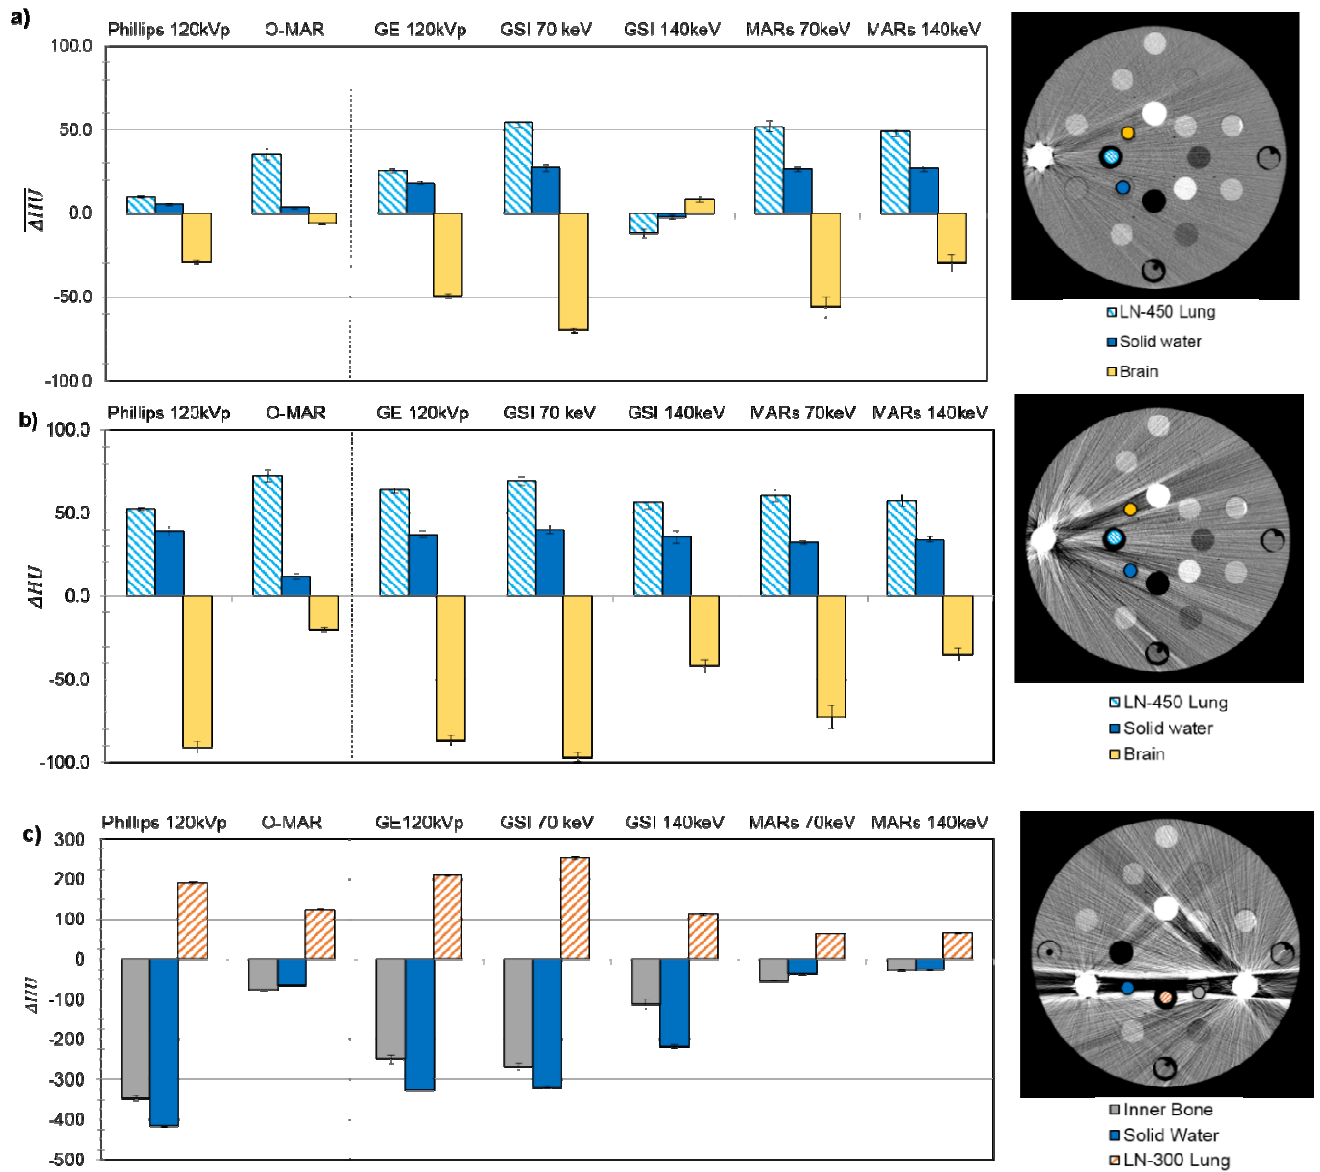 a)
Phillips 120kVp O-MAR GE 120kVp GSI 70 keV GSI 140keV MARs 70keV MARs 140keV
100.0
50.0
0.0
-50.0
-100.0
ΔHU
LN-450 Lung
Solid water
Brain
b)
Phillips 120kVp O-MAR GE 120kVp GSI 70 keV GSI 140keV MARs 70keV MARs 140keV
100.0
50.0
0.0
-50.0
-100.0
ΔHU
LN-450 Lung
Solid water
Brain
c)
Phillips 120kVp O-MAR GE120kVp GSI 70 keV GSI 140keV MARs 70keV MARs 140keV
300
200
100
0
-100
-200
-300
-400
-500
ΔHU
Inner Bone
Solid Water
LN-300 Lung